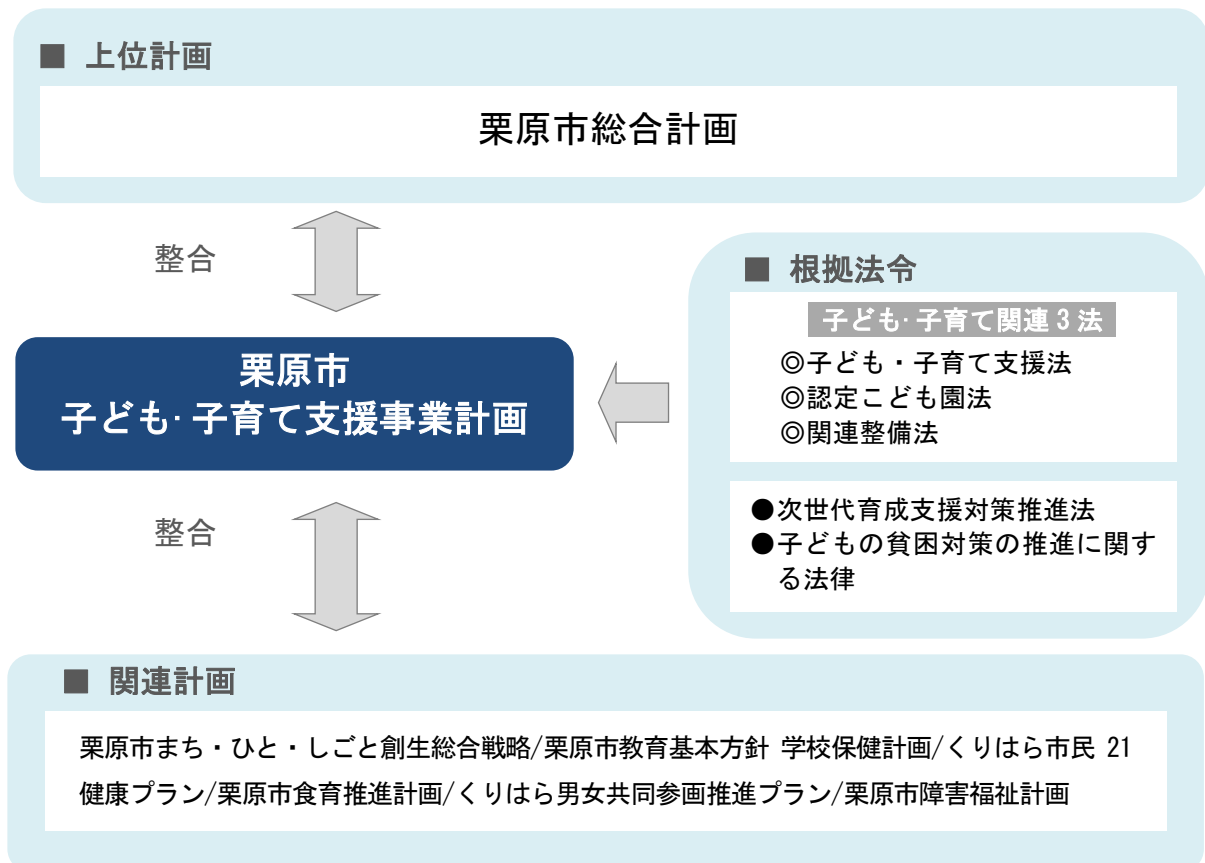 ■ 上位計画
栗原市総合計画
整合
■ 根拠法令
子ども・子育て関連3法
◎子ども・子育て支援法
◎認定こども園法
◎関連整備法
栗原市
子ども・子育て支援事業計画
●次世代育成支援対策推進法
●子どもの貧困対策の推進に関す
る法律
整合
■ 関連計画
栗原市まち・ひと・しごと創生総合戦略/栗原市教育基本方針 学校保健計画/くりはら市民 21
健康プラン/栗原市食育推進計画/くりはら男女共同参画推進プラン/栗原市障害福祉計画